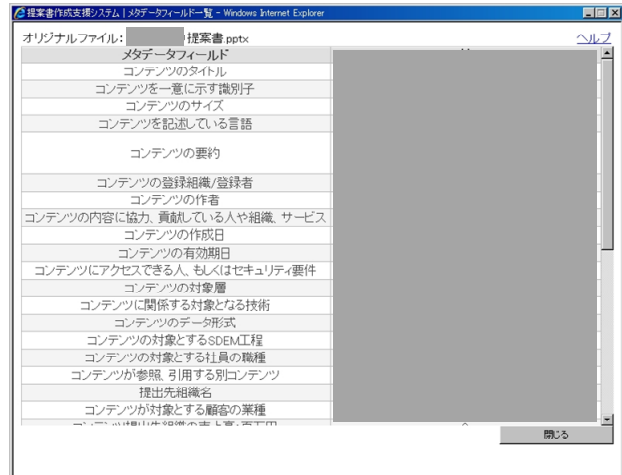 提案書作成支援システム | メタデータフィールド一覧 - Windows Internet Explorer
オリジナルファイル: 提案書.pptx
ヘルプ
メタデータフィールド
コンテンツのタイトル
コンテンツを一意に示す識別子
コンテンツのサイズ
コンテンツを記述している言語
コンテンツの要約
コンテンツの登録組織/登録者
コンテンツの作者
コンテンツの内容に協力、貢献している人や組織、サービス
コンテンツの作成日
コンテンツの有効期日
コンテンツにアクセスできる人、もしくはセキュリティ要件
コンテンツの対象層
コンテンツに関係する対象となる技術
コンテンツのデータ形式
コンテンツの対象とするSDEM工程
コンテンツの対象とする社員の職種
コンテンツが参照、引用する別コンテンツ
提出先組織名
コンテンツが対象とする顧客の業種
閉じる